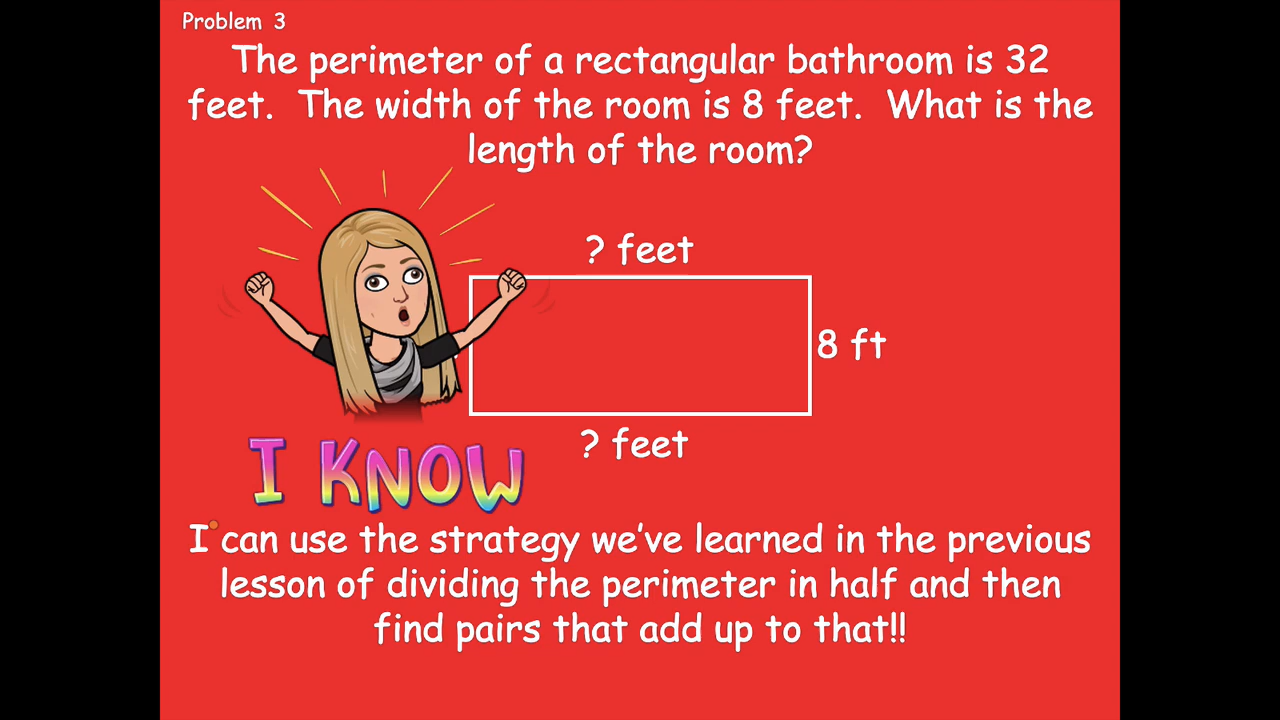 Problem 3
The perimeter of a rectangular bathroom is 32
feet. The width of the room is 8 feet. What is the
length of the room?
? feet
8 ft
? feet
I KNOW
I can use the strategy we've learned in the previous
lesson of dividing the perimeter in half and then
find pairs that add up to that!!